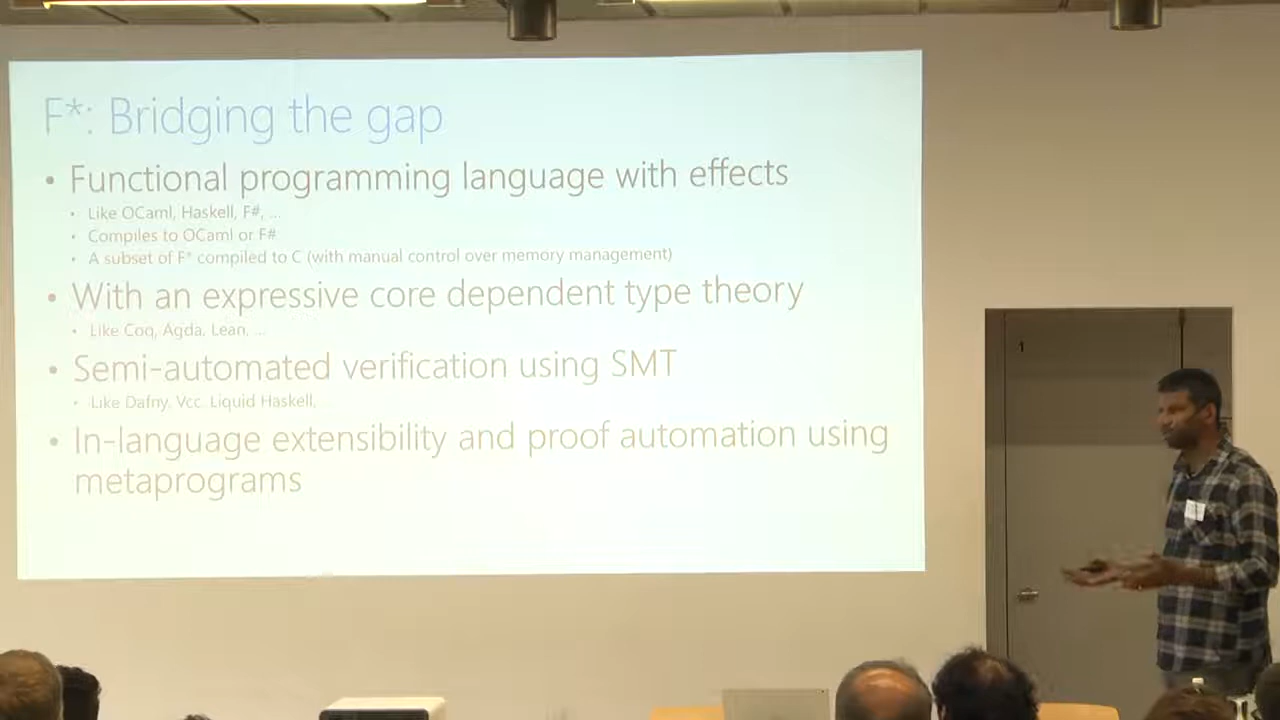 F*: Bridging the gap
• Functional programming language with effects
• Like OCaml, Haskell, F#, ...
• Compiles to OCaml or F#
• A subset of F* compiled to C (with manual control over memory management)
• With an expressive core dependent type theory
• Like Coq, Agda, Lean, ...
• Semi-automated verification using SMT
• Like Dafny, Vcc, Liquid Haskell, ...
• In-language extensibility and proof automation using
metaprograms
1